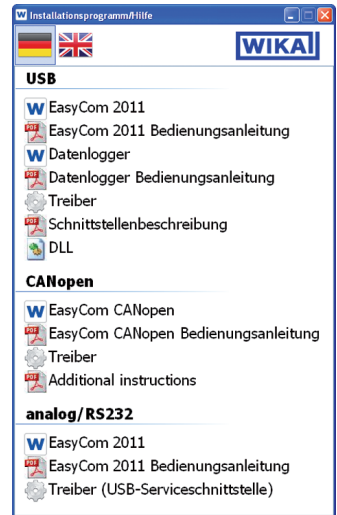 Installationsprogramm/Hilfe
WIKA
USB
EasyCom 2011
EasyCom 2011 Bedienungsanleitung
Datenlogger
Datenlogger Bedienungsanleitung
Treiber
Schnittstellenbeschreibung
DLL
CANopen
EasyCom CANopen
EasyCom CANopen Bedienungsanleitung
Treiber
Additional instructions
analog/RS232
EasyCom 2011
EasyCom 2011 Bedienungsanleitung
Treiber (USB-Serviceschnittstelle)